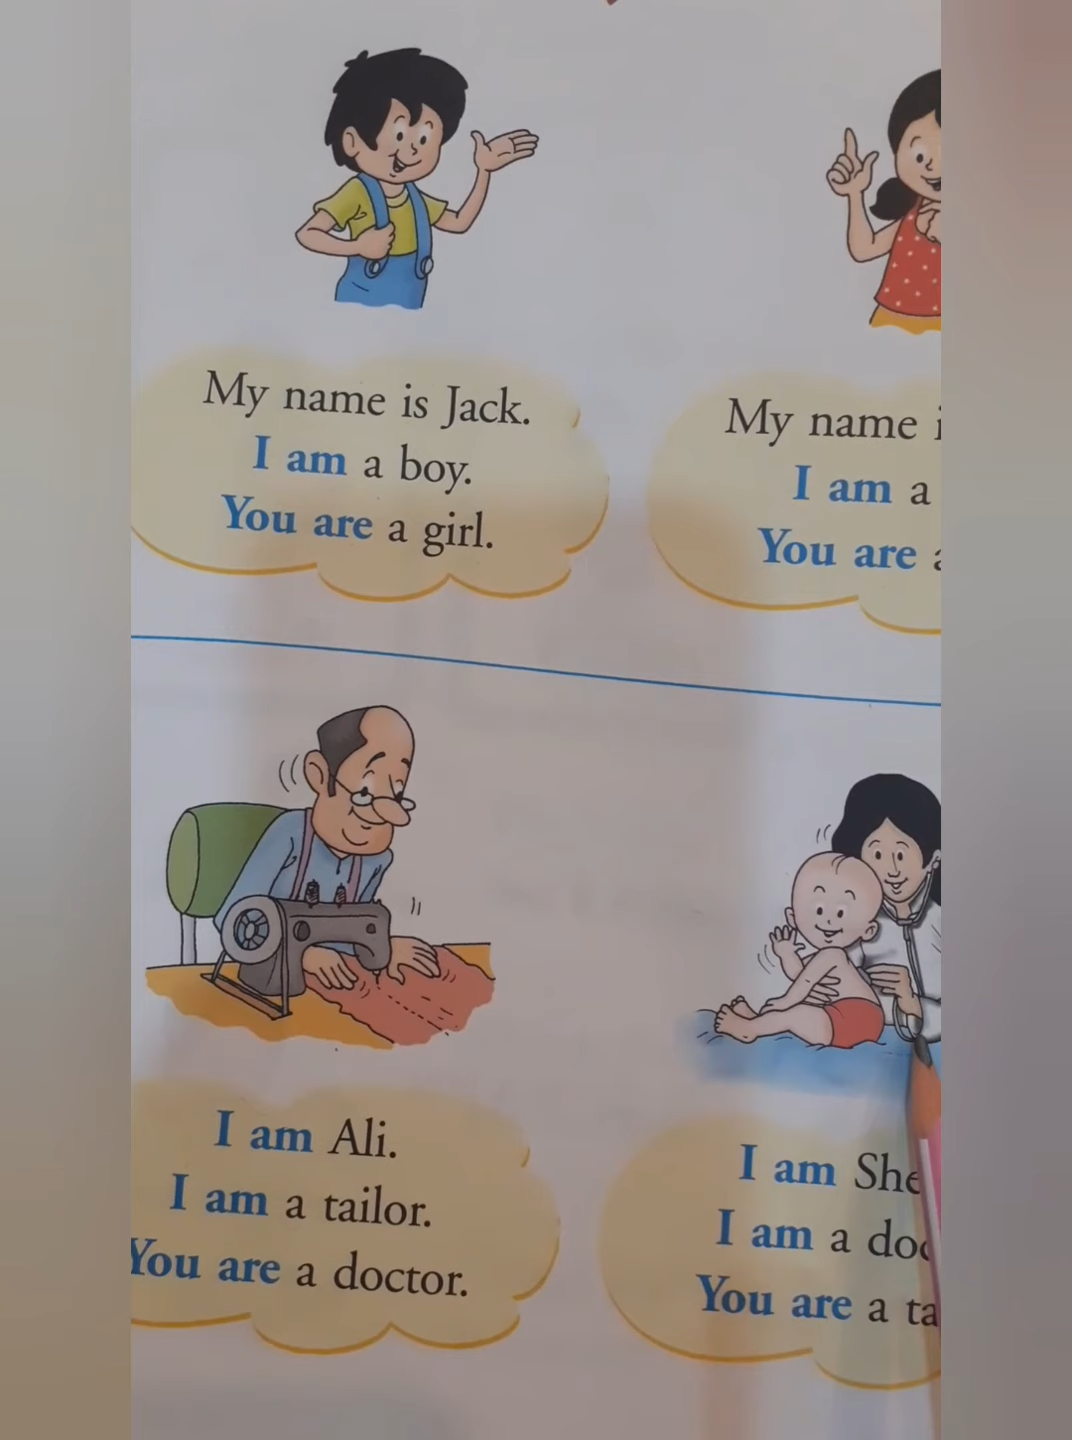 My name is Jack.
I am a boy.
You are a girl.
My name
I am a
You are
I am Ali.
I am a tailor.
You are a doctor.
I am
I am a
You are a